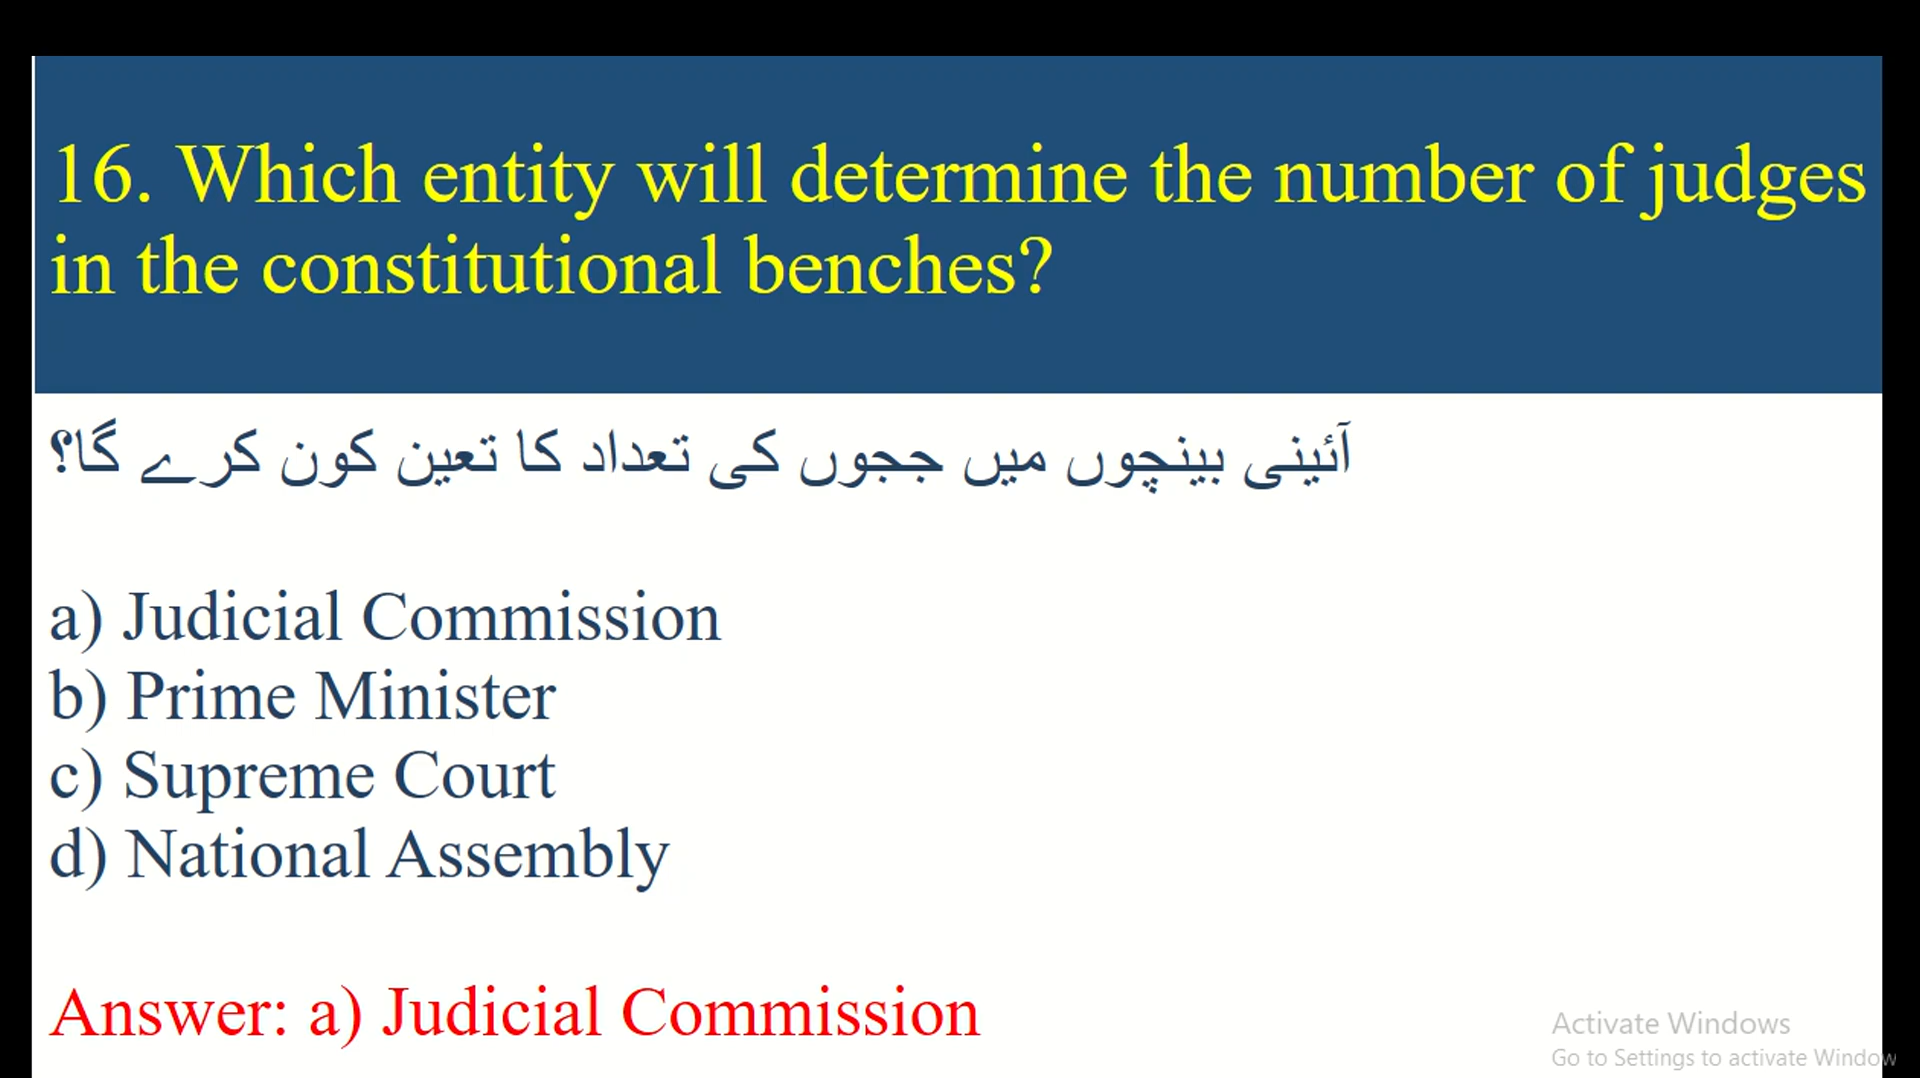 16. Which entity will determine the number of judges
in the constitutional benches?
آئینی بینچوں میں ججوں کی تعداد کا تعین کون کرے گا؟
a) Judicial Commission
b) Prime Minister
c) Supreme Court
d) National Assembly
Answer: a) Judicial Commission
Activate Windows
Go to Settings to activate Window